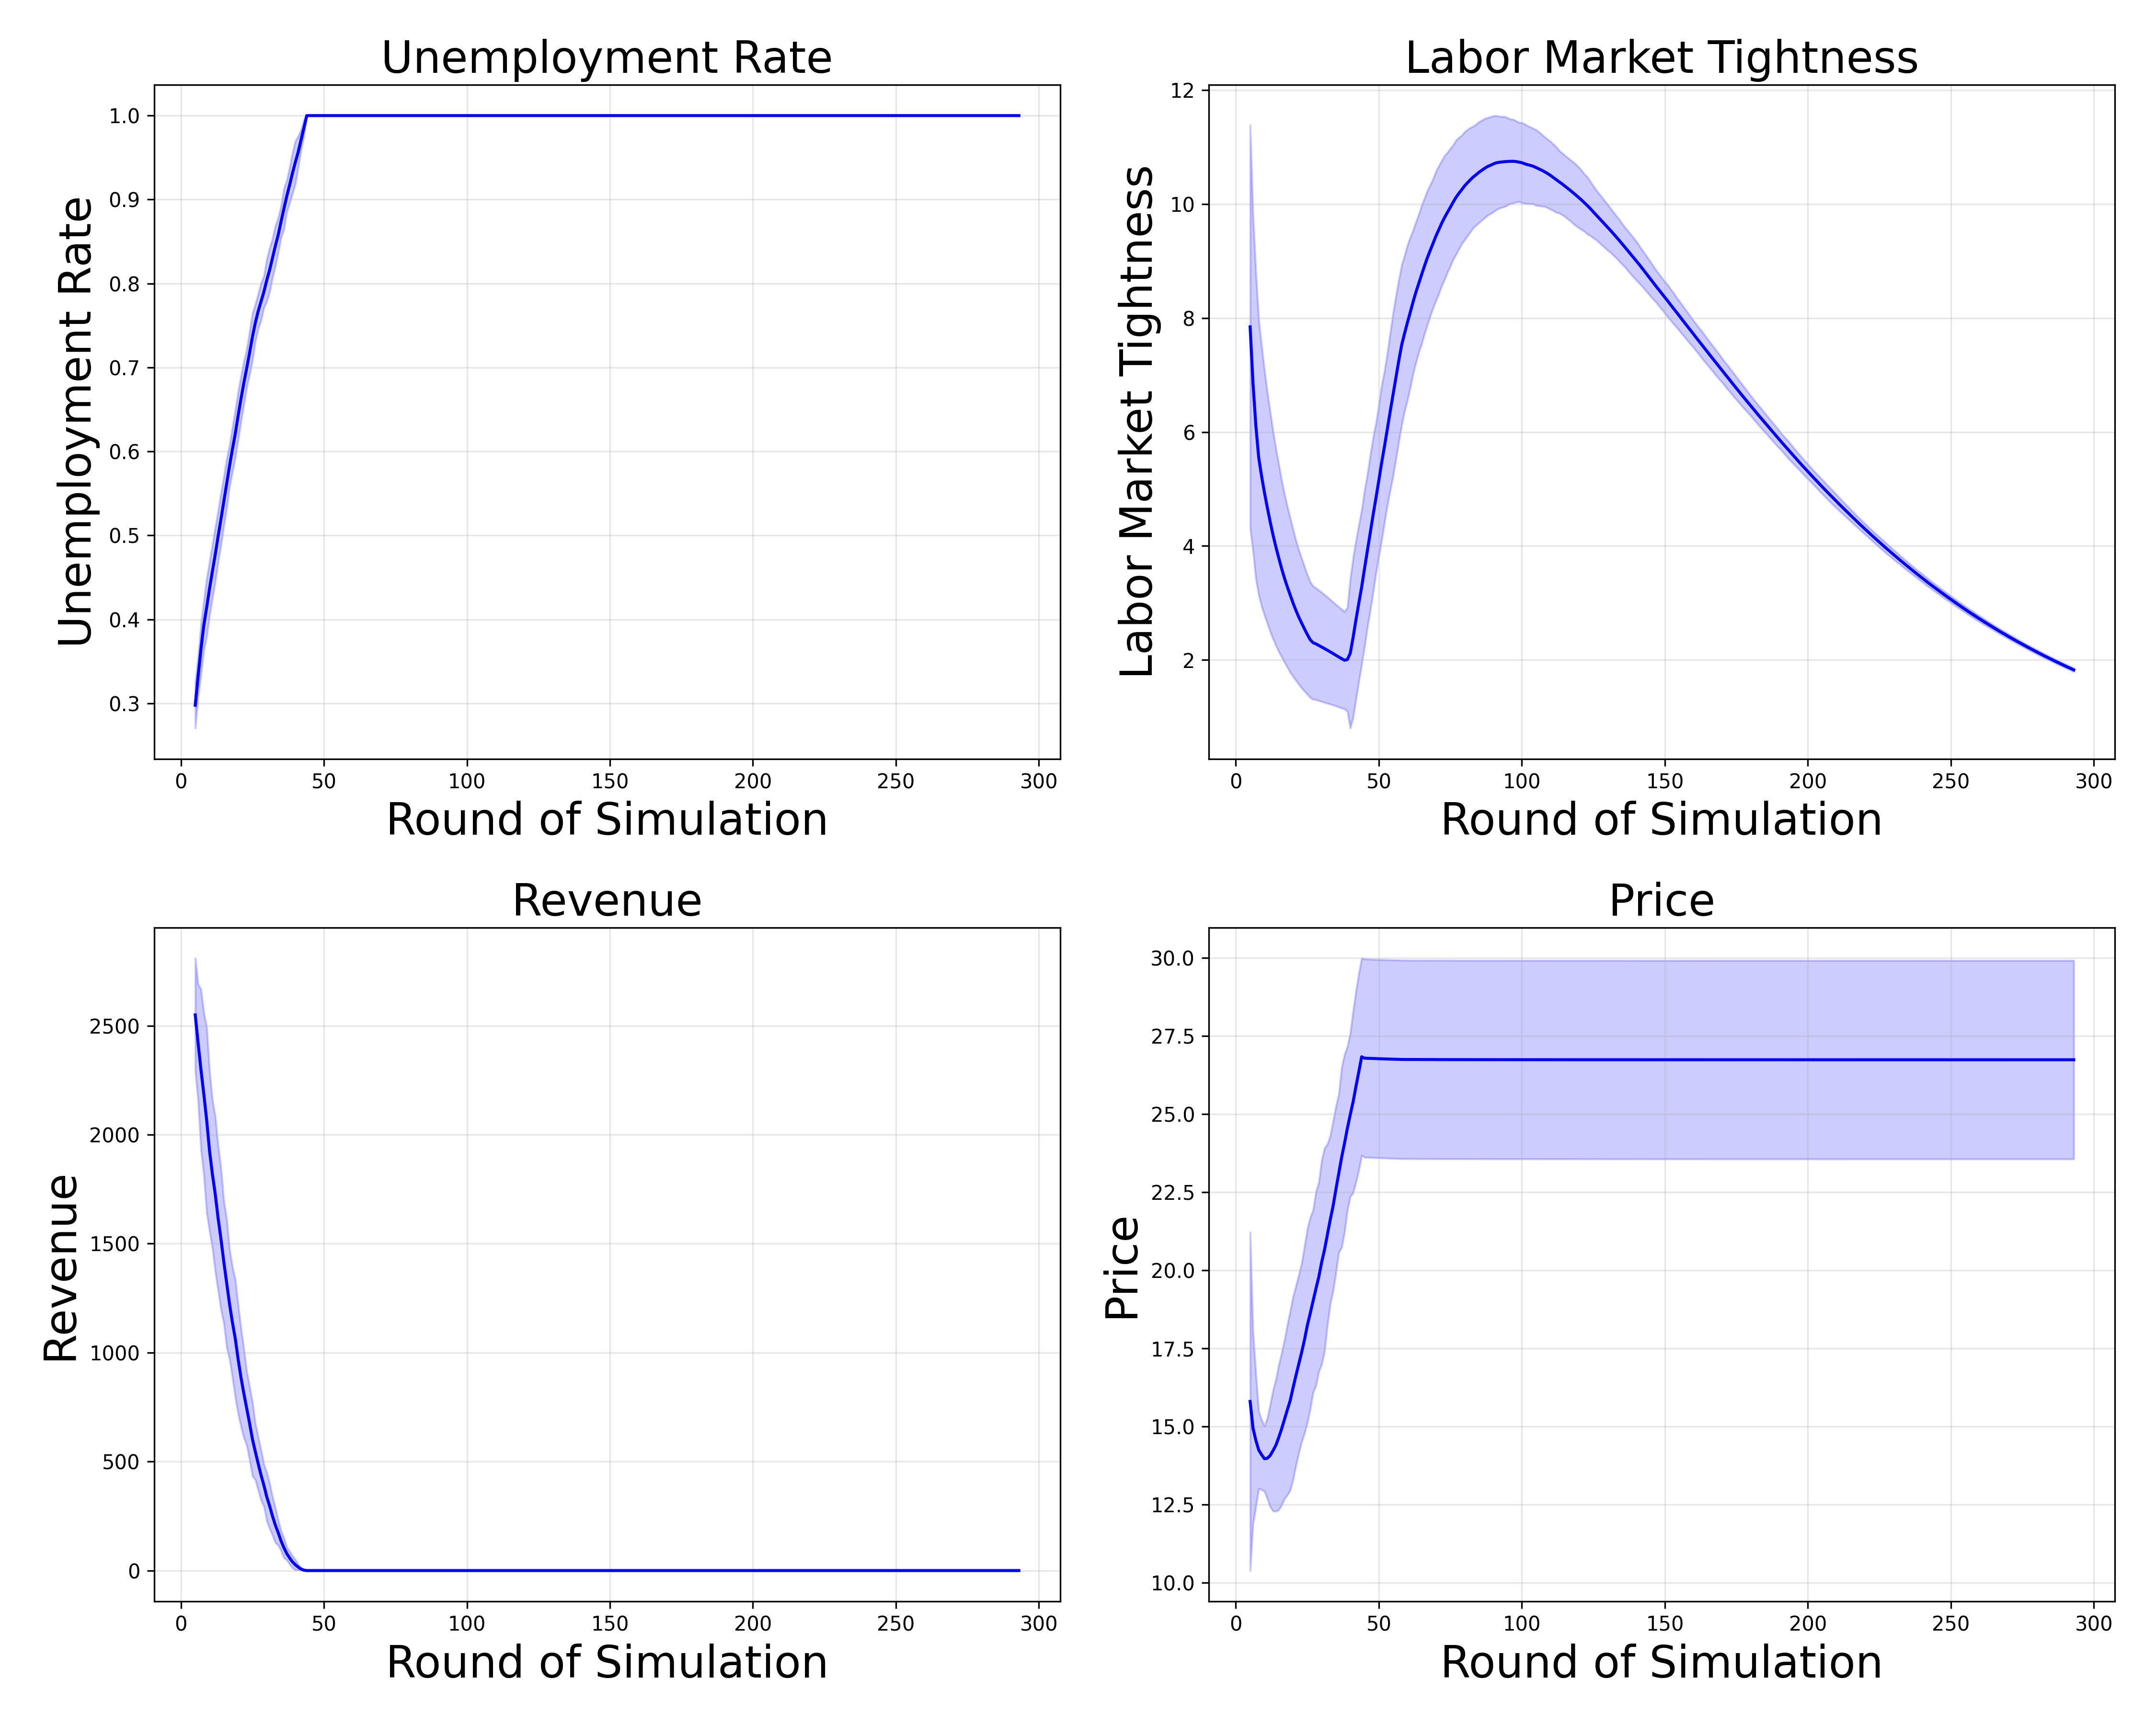 Unemployment Rate
Unemployment Rate
1.0
0.9
0.8
0.7
0.6
0.5
0.4
0.3
0 50 100 150 200 250 300
Round of Simulation
Labor Market Tightness
Labor Market Tightness
12
10
8
6
4
2
0 50 100 150 200 250 300
Round of Simulation
Revenue
Revenue
2500
2000
1500
1000
500
0
0 50 100 150 200 250 300
Round of Simulation
Price
Price
30.0
27.5
25.0
22.5
20.0
17.5
15.0
12.5
10.0
0 50 100 150 200 250 300
Round of Simulation